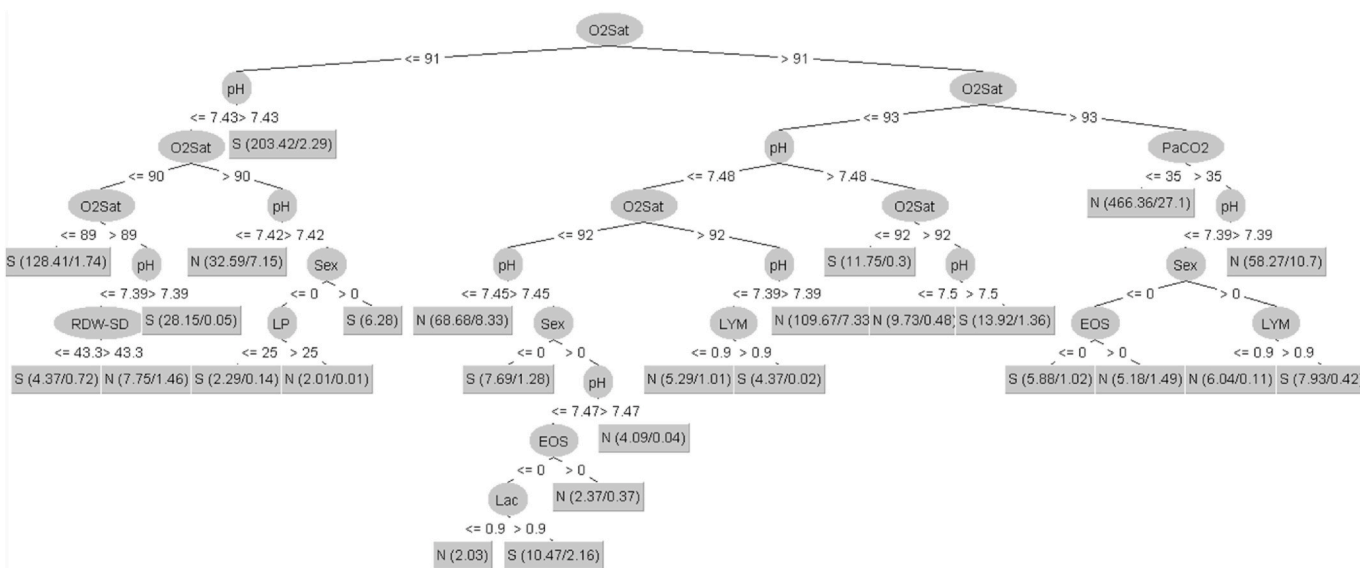 O2Sat
<= 91 > 91
pH O2Sat
<= 7.43 > 7.43 <= 93 > 93
O2Sat S (203.42/2.29) pH PaCO2
<= 90 > 90 <= 7.48 > 7.48 <= 35 > 35
O2Sat pH O2Sat O2Sat N (466.36/27.1) pH
<= 89 > 89 <= 7.42 > 7.42 <= 92 > 92 <= 92 > 92 <= 7.39 > 7.39
S (128.41/1.74) pH N (32.59/7.15) Sex pH pH S (11.75/0.3) pH Sex N (58.27/10.7)
<= 7.39 > 7.39 <= 0 > 0 <= 7.45 > 7.45 <= 7.39 > 7.39 <= 7.5 > 7.5 <= 0 > 0
RDW-SD S (28.15/0.05) LP S (6.28) N (68.68/8.33) Sex LYM N (109.67/7.33 N (9.73/0.48) S (13.92/1.36) EOS LYM
<= 43.3 > 43.3 <= 25 > 25 <= 0 > 0 <= 0.9 > 0.9 <= 0 > 0 <= 0.9 > 0.9
S (4.37/0.72) N (7.75/1.46) S (2.29/0.14) N (2.01/0.01) S (7.69/1.28) pH N (5.29/1.01) S (4.37/0.02) S (5.88/1.02) N (5.18/1.49) N (6.04/0.11) S (7.93/0.42)
<= 7.47 > 7.47
EOS N (4.09/0.04)
<= 0 > 0
Lac N (2.37/0.37)
<= 0.9 > 0.9
N (2.03) S (10.47/2.16)